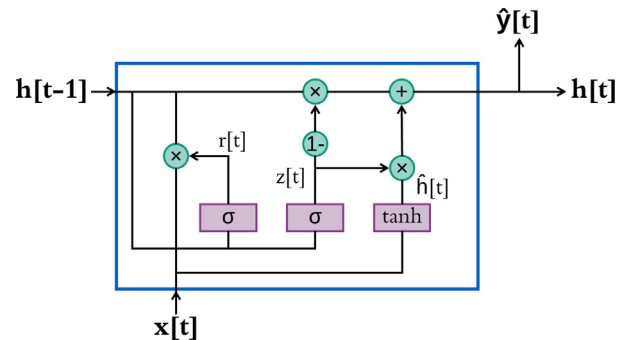 ŷ[t]
h[t-1]
×
+
h[t]
r[t]
1-
×
z[t]
×
ĥ[t]
σ
σ
tanh
x[t]